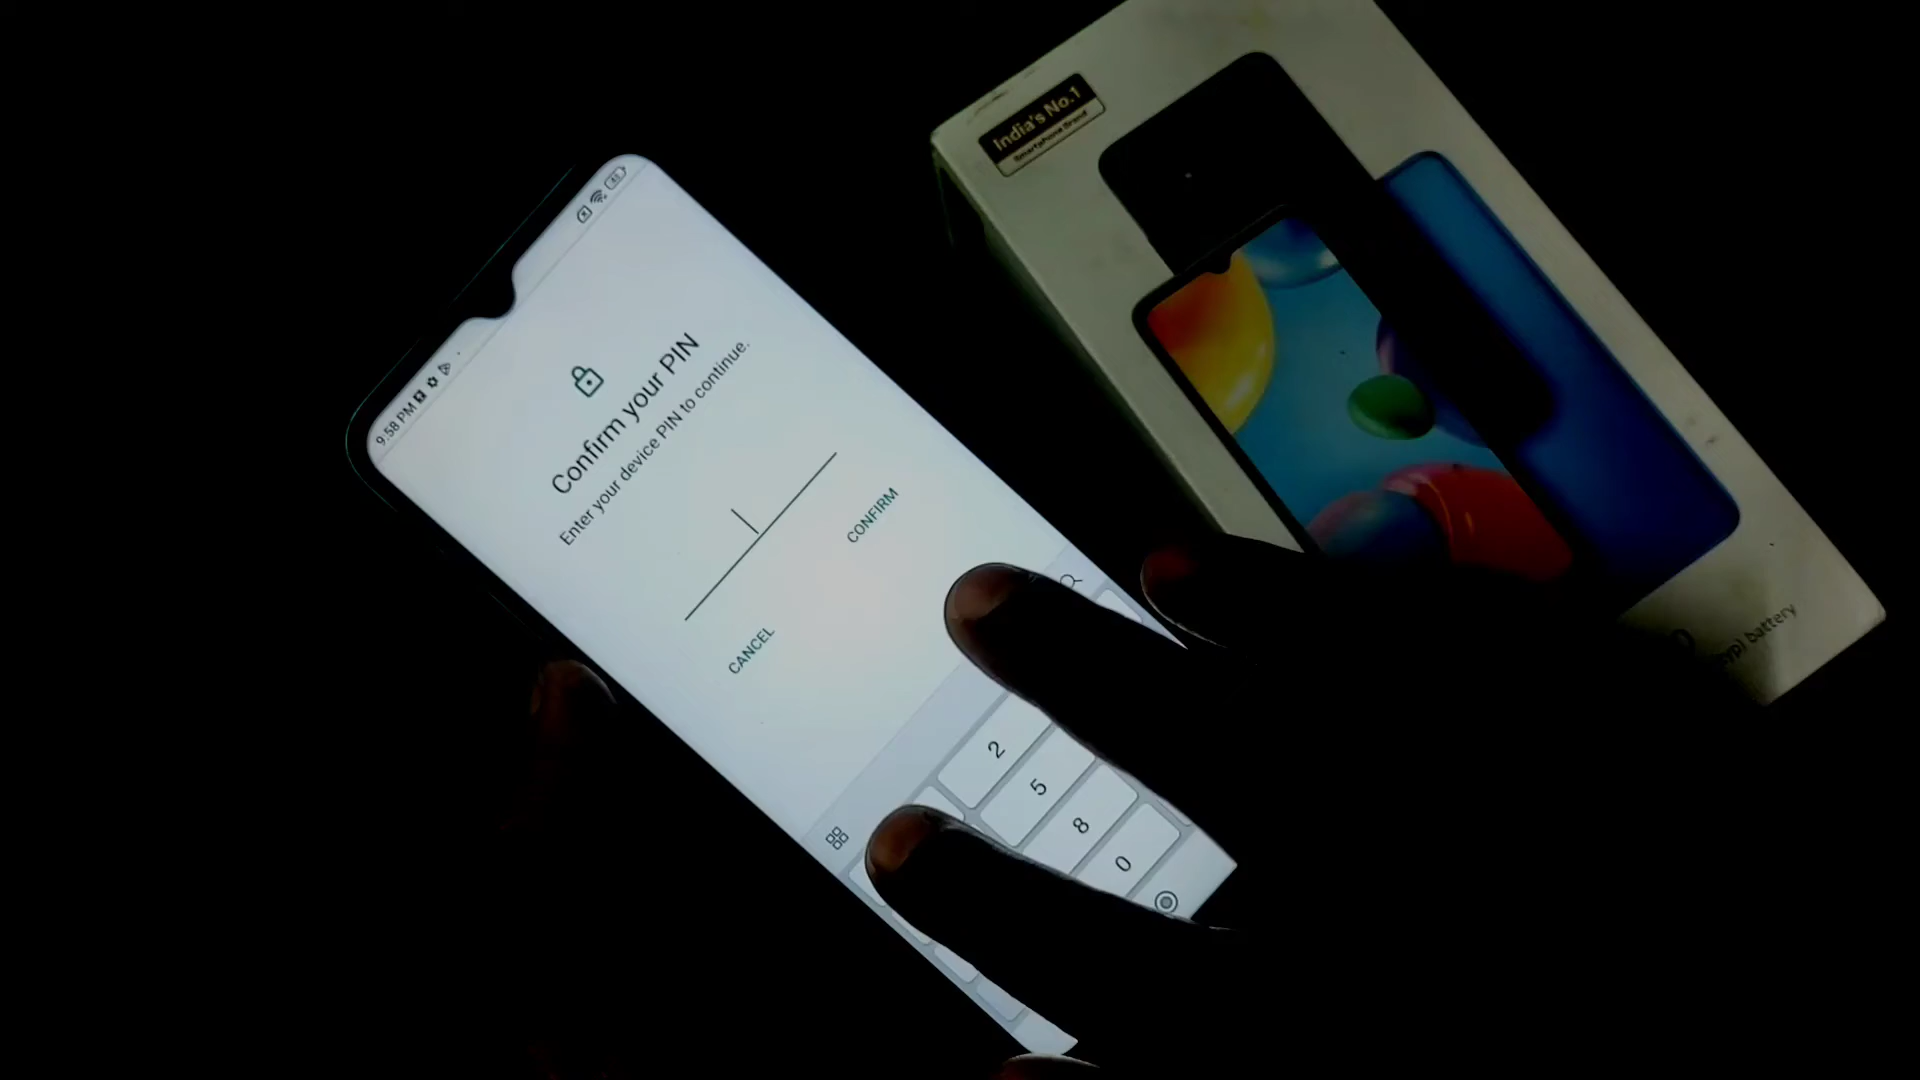 9:58 PM
Confirm your PIN
Enter your device PIN to continue.
CANCEL
CONFIRM
2
5
8
0
India's No.1
Smartphone Brand
battery